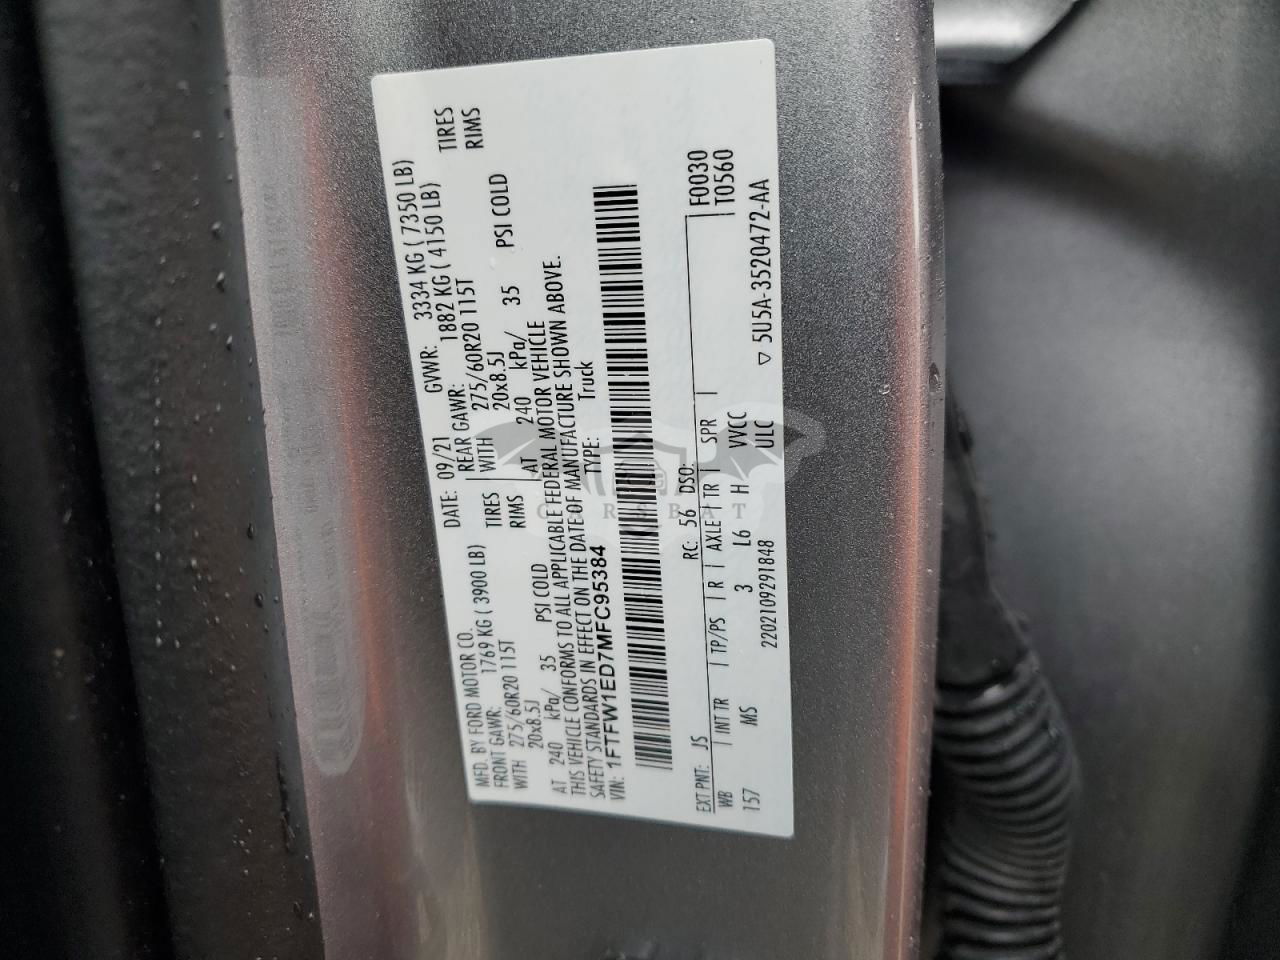 MFD. BY FORD MOTOR CO. DATE: 09/21 GVWR: 3334 KG ( 7350 LB)
FRONT GAWR: 1769 KG ( 3900 LB) REAR GAWR: 1882 KG ( 4150 LB)
WITH 275/60R20 115T TIRES WITH 275/60R20 115T TIRES
20x8.5J RIMS 20x8.5J RIMS
AT 240 kPa/ 35 PSI COLD AT 240 kPa/ 35 PSI COLD
THIS VEHICLE CONFORMS TO ALL APPLICABLE FEDERAL MOTOR VEHICLE
SAFETY STANDARDS IN EFFECT ON THE DATE OF MANUFACTURE SHOWN ABOVE.
VIN: 1FTFW1ED7MFC95384 TYPE: Truck
EXT PNT: JS RC: 56 DSO: F0030
WB INT TR TP/PS R AXLE TR SPR T0560
157 MS 3 L6 H VVCC
2202109291848 ULC ▽ 5U5A-3520472-AA
CARSBAT